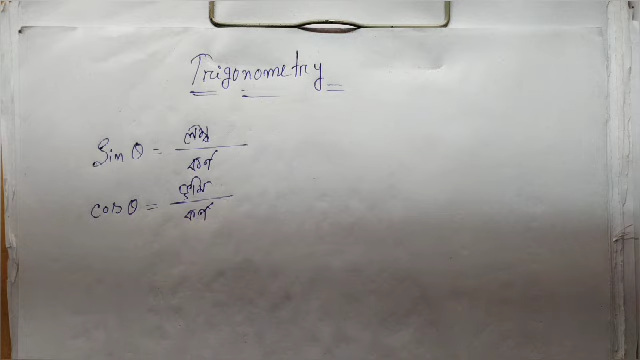 Trigonometry
Sin θ = লম্ব / কর্ণ
cos θ = ভূমি / কর্ণ